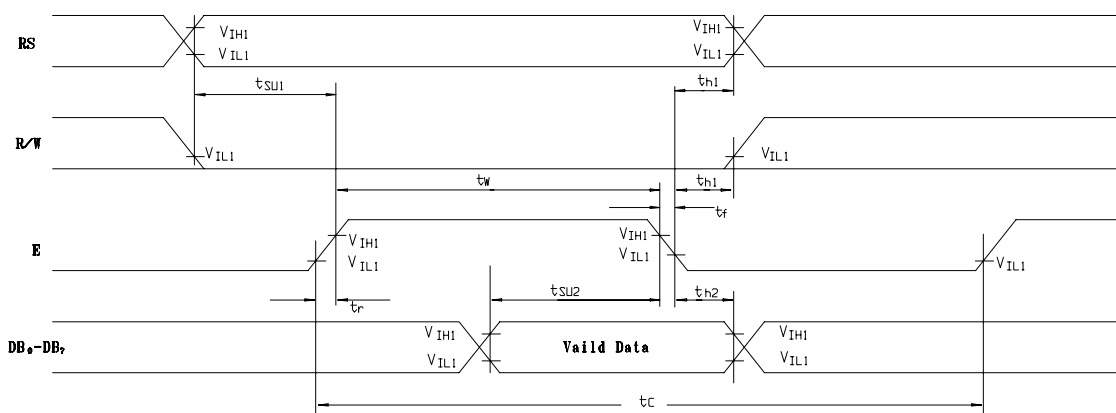 RS
VIH1
VIL1
VIH1
VIL1
tSU1
th1
R/W
VIL1
VIL1
tW
th1
tf
E
VIH1
VIL1
VIH1
VIL1
VIL1
tr
tSU2
th2
DB0-DB7
VIH1
VIL1
Vaild Data
VIH1
VIL1
tC